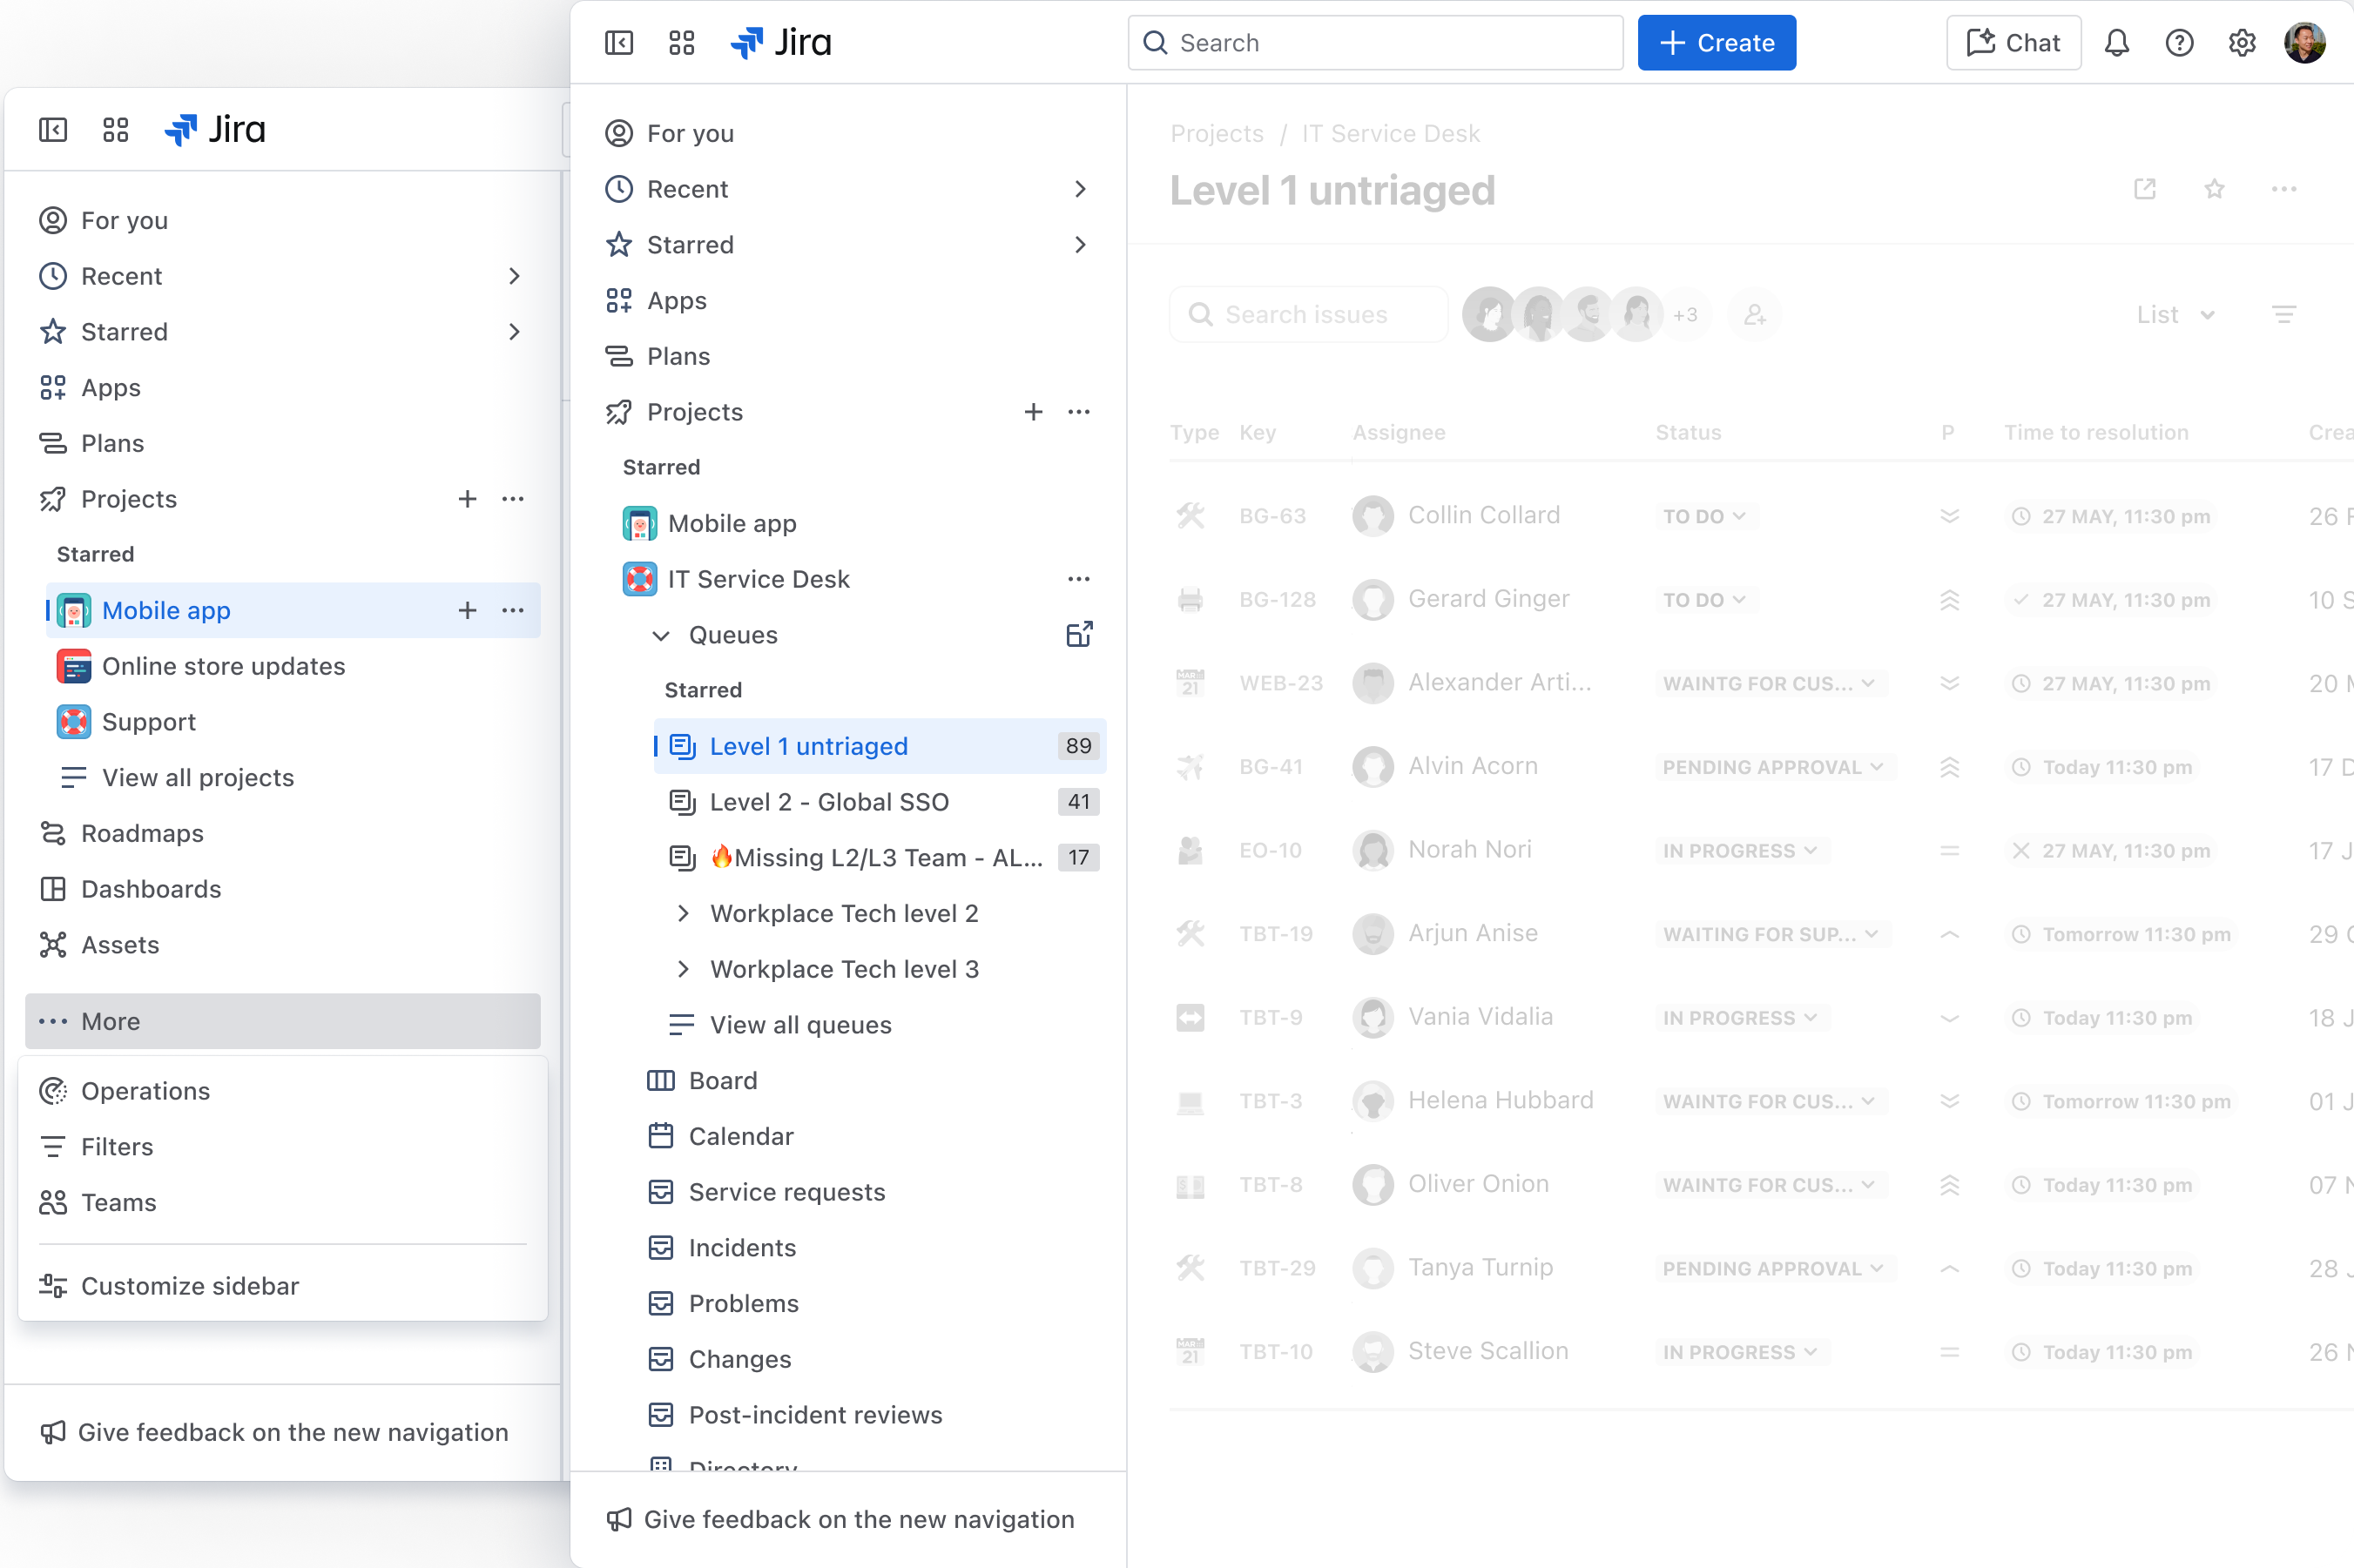 Jira
For you
Recent
Starred
Apps
Plans
Projects
Starred
Mobile app
Online store updates
Support
View all projects
Roadmaps
Dashboards
Assets
More
Operations
Filters
Teams
Customize sidebar
Give feedback on the new navigation
Jira
Search
Create
Chat
For you
Recent
Starred
Apps
Plans
Projects
Starred
Mobile app
IT Service Desk
Queues
Starred
Level 1 untriaged 89
Level 2 - Global SSO 41
🔥Missing L2/L3 Team - AL... 17
Workplace Tech level 2
Workplace Tech level 3
View all queues
Board
Calendar
Service requests
Incidents
Problems
Changes
Post-incident reviews
Directory
Give feedback on the new navigation
Projects / IT Service Desk
Level 1 untriaged
Search issues +3 List
Type Key Assignee Status P Time to resolution Crea
BG-63 Collin Collard TO DO 27 MAY, 11:30 pm 26 F
BG-128 Gerard Ginger TO DO 27 MAY, 11:30 pm 10 S
MAR 21 WEB-23 Alexander Arti... WAINTG FOR CUS... 27 MAY, 11:30 pm 20 M
BG-41 Alvin Acorn PENDING APPROVAL Today 11:30 pm 17 D
EO-10 Norah Nori IN PROGRESS 27 MAY, 11:30 pm 17 J
TBT-19 Arjun Anise WAITING FOR SUP... Tomorrow 11:30 pm 29
TBT-9 Vania Vidalia IN PROGRESS Today 11:30 pm 18 J
TBT-3 Helena Hubbard WAINTG FOR CUS... Tomorrow 11:30 pm 01 J
TBT-8 Oliver Onion WAINTG FOR CUS... Today 11:30 pm 07 N
TBT-29 Tanya Turnip PENDING APPROVAL Today 11:30 pm 28 J
MAR 21 TBT-10 Steve Scallion IN PROGRESS Today 11:30 pm 26 N